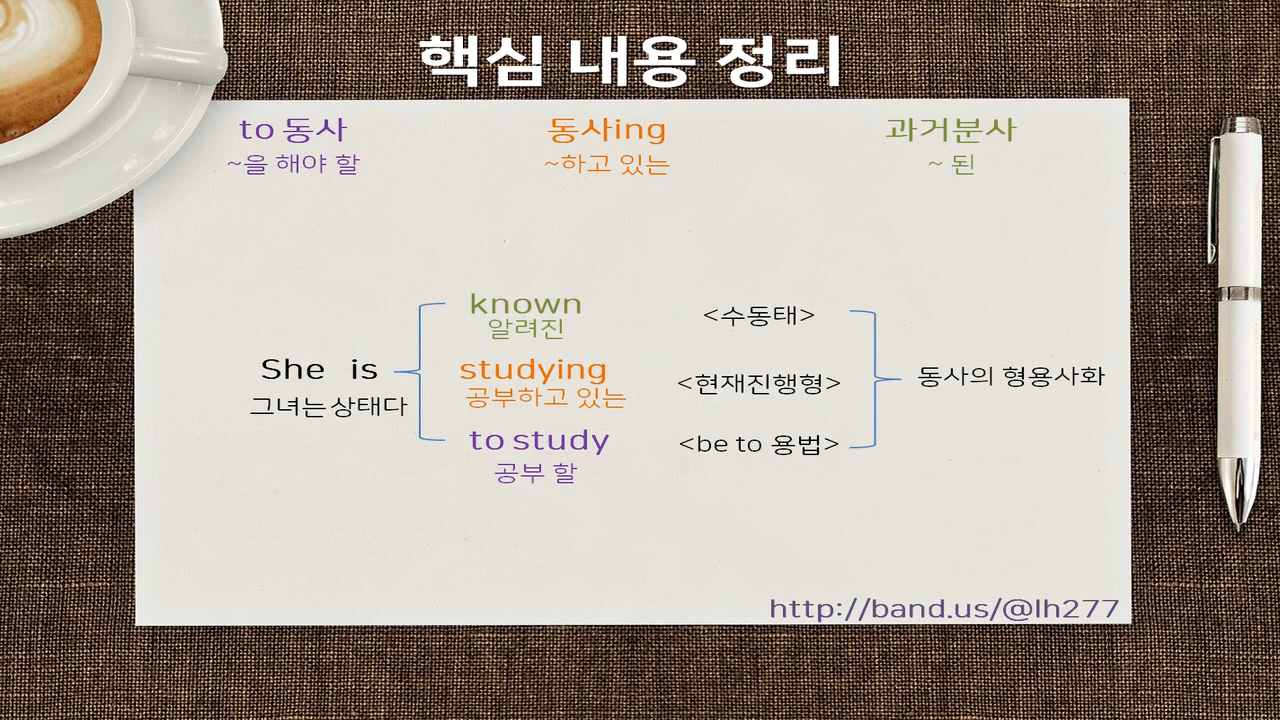 핵심 내용 정리
to 동사 동사ing 과거분사
~을 해야 할 ~하고 있는 ~ 된
known <수동태>
알려진
She is studying <현재진행형> 동사의 형용사화
그녀는 상태다 공부하고 있는
to study <be to 용법>
공부 할
http://band.us/@lh277